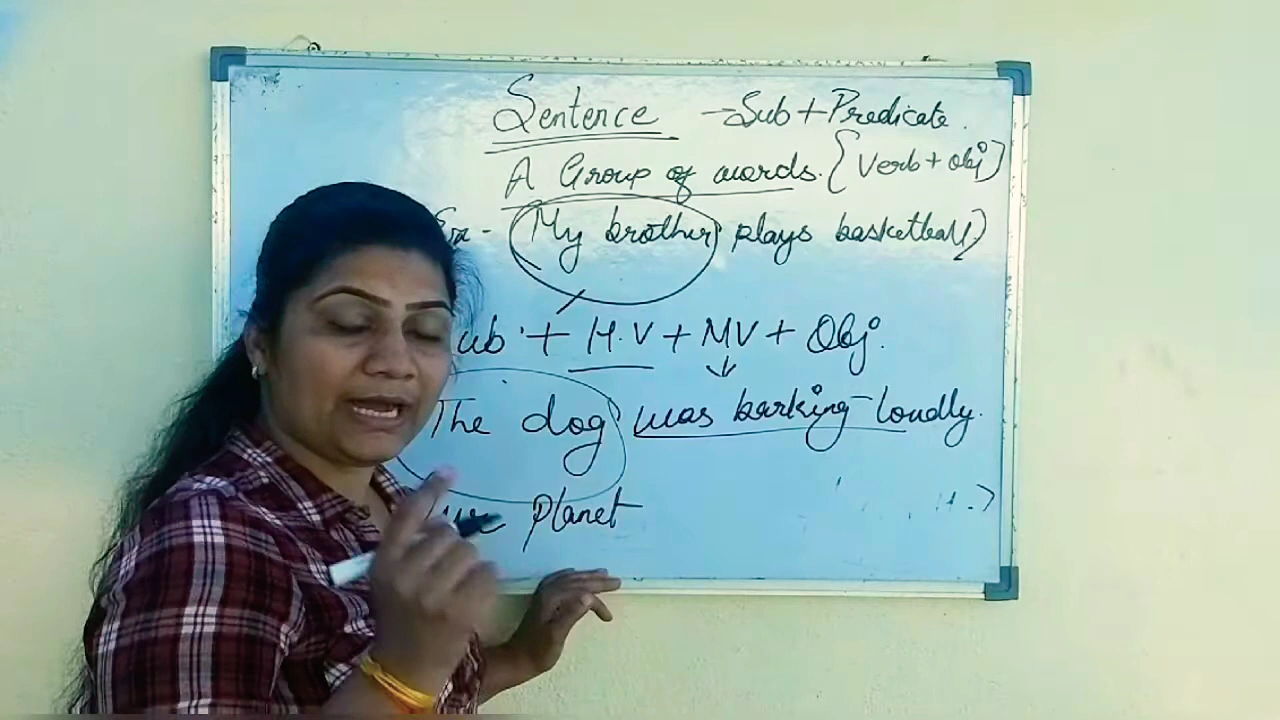 Sentence - Sub + Predicate.
A Group of words. {Verb + Obj}
Ex - My brother plays basketball)
ub + H.V + MV + Obj.
The dog was barking loudly.
Planet